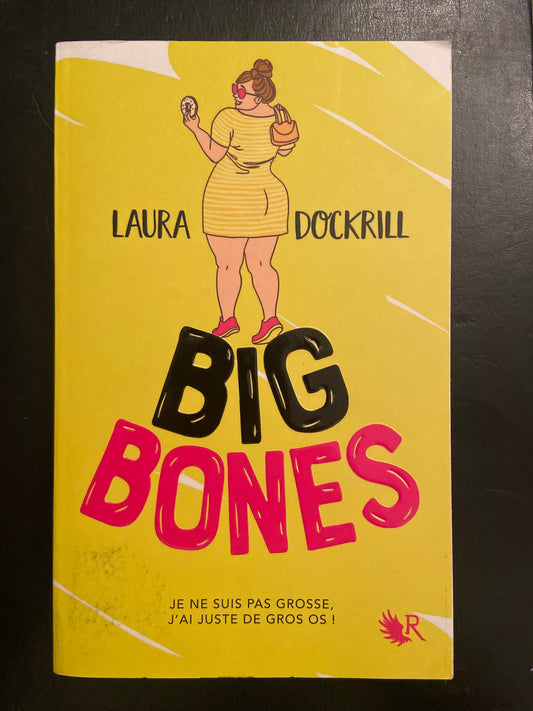 LAURA DOCKRILL
BIG
BONES
JE NE SUIS PAS GROSSE,
J'AI JUSTE DE GROS OS !
R